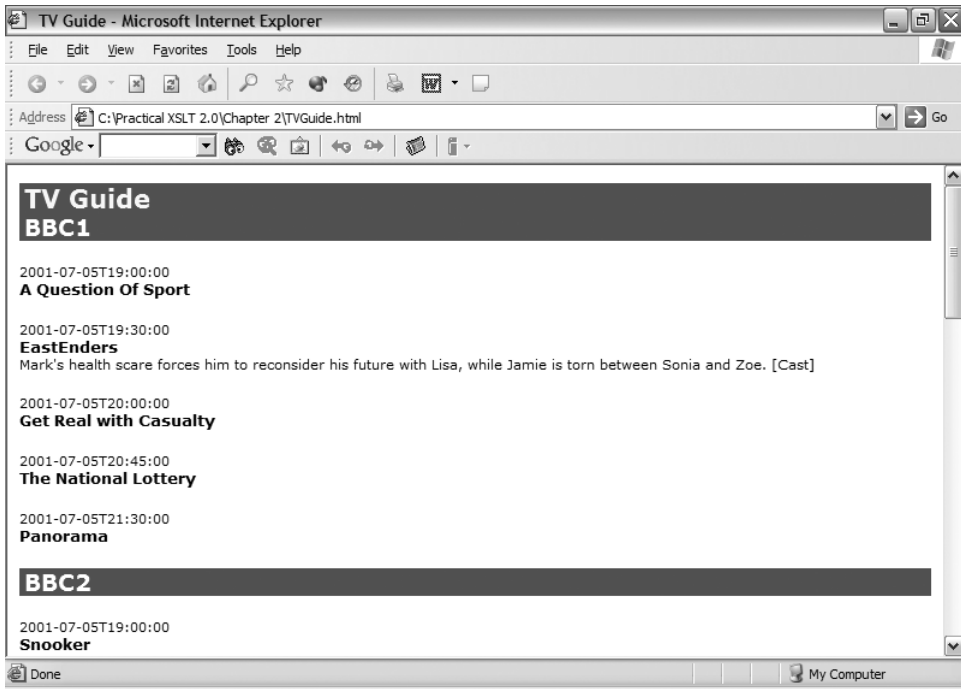 TV Guide - Microsoft Internet Explorer
File Edit View Favorites Tools Help
Address C:\Practical XSLT 2.0\Chapter 2\TVGuide.html Go
Google
TV Guide
BBC1
2001-07-05T19:00:00
A Question Of Sport
2001-07-05T19:30:00
EastEnders
Mark's health scare forces him to reconsider his future with Lisa, while Jamie is torn between Sonia and Zoe. [Cast]
2001-07-05T20:00:00
Get Real with Casualty
2001-07-05T20:45:00
The National Lottery
2001-07-05T21:30:00
Panorama
BBC2
2001-07-05T19:00:00
Snooker
Done My Computer